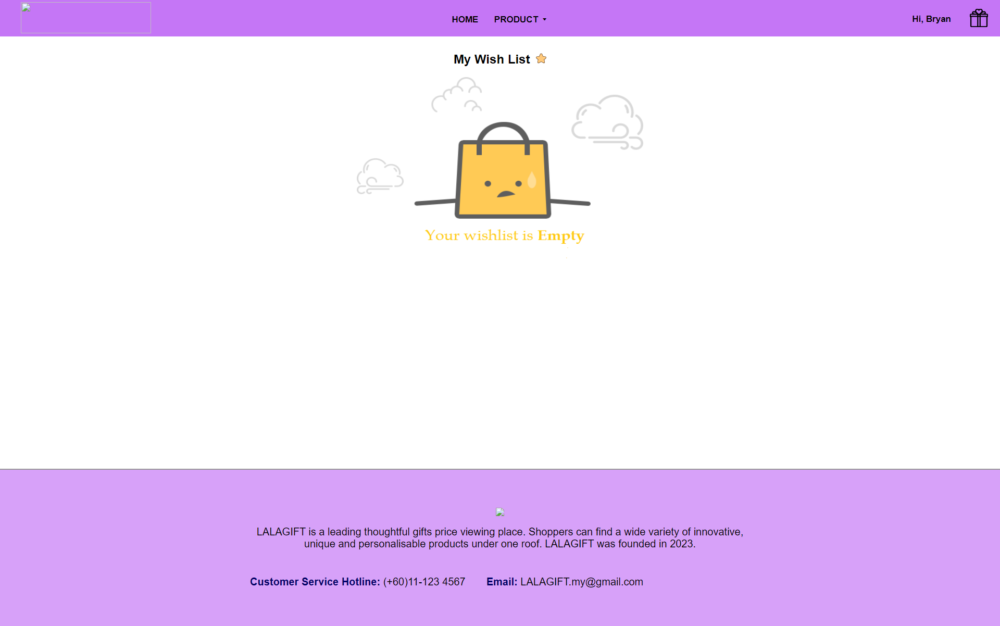 HOME PRODUCT
Hi, Bryan
My Wish List
Your wishlist is Empty
LALAGIFT is a leading thoughtful gifts price viewing place. Shoppers can find a wide variety of innovative,
unique and personalisable products under one roof. LALAGIFT was founded in 2023.
Customer Service Hotline: (+60)11-123 4567 Email: LALAGIFT.my@gmail.com